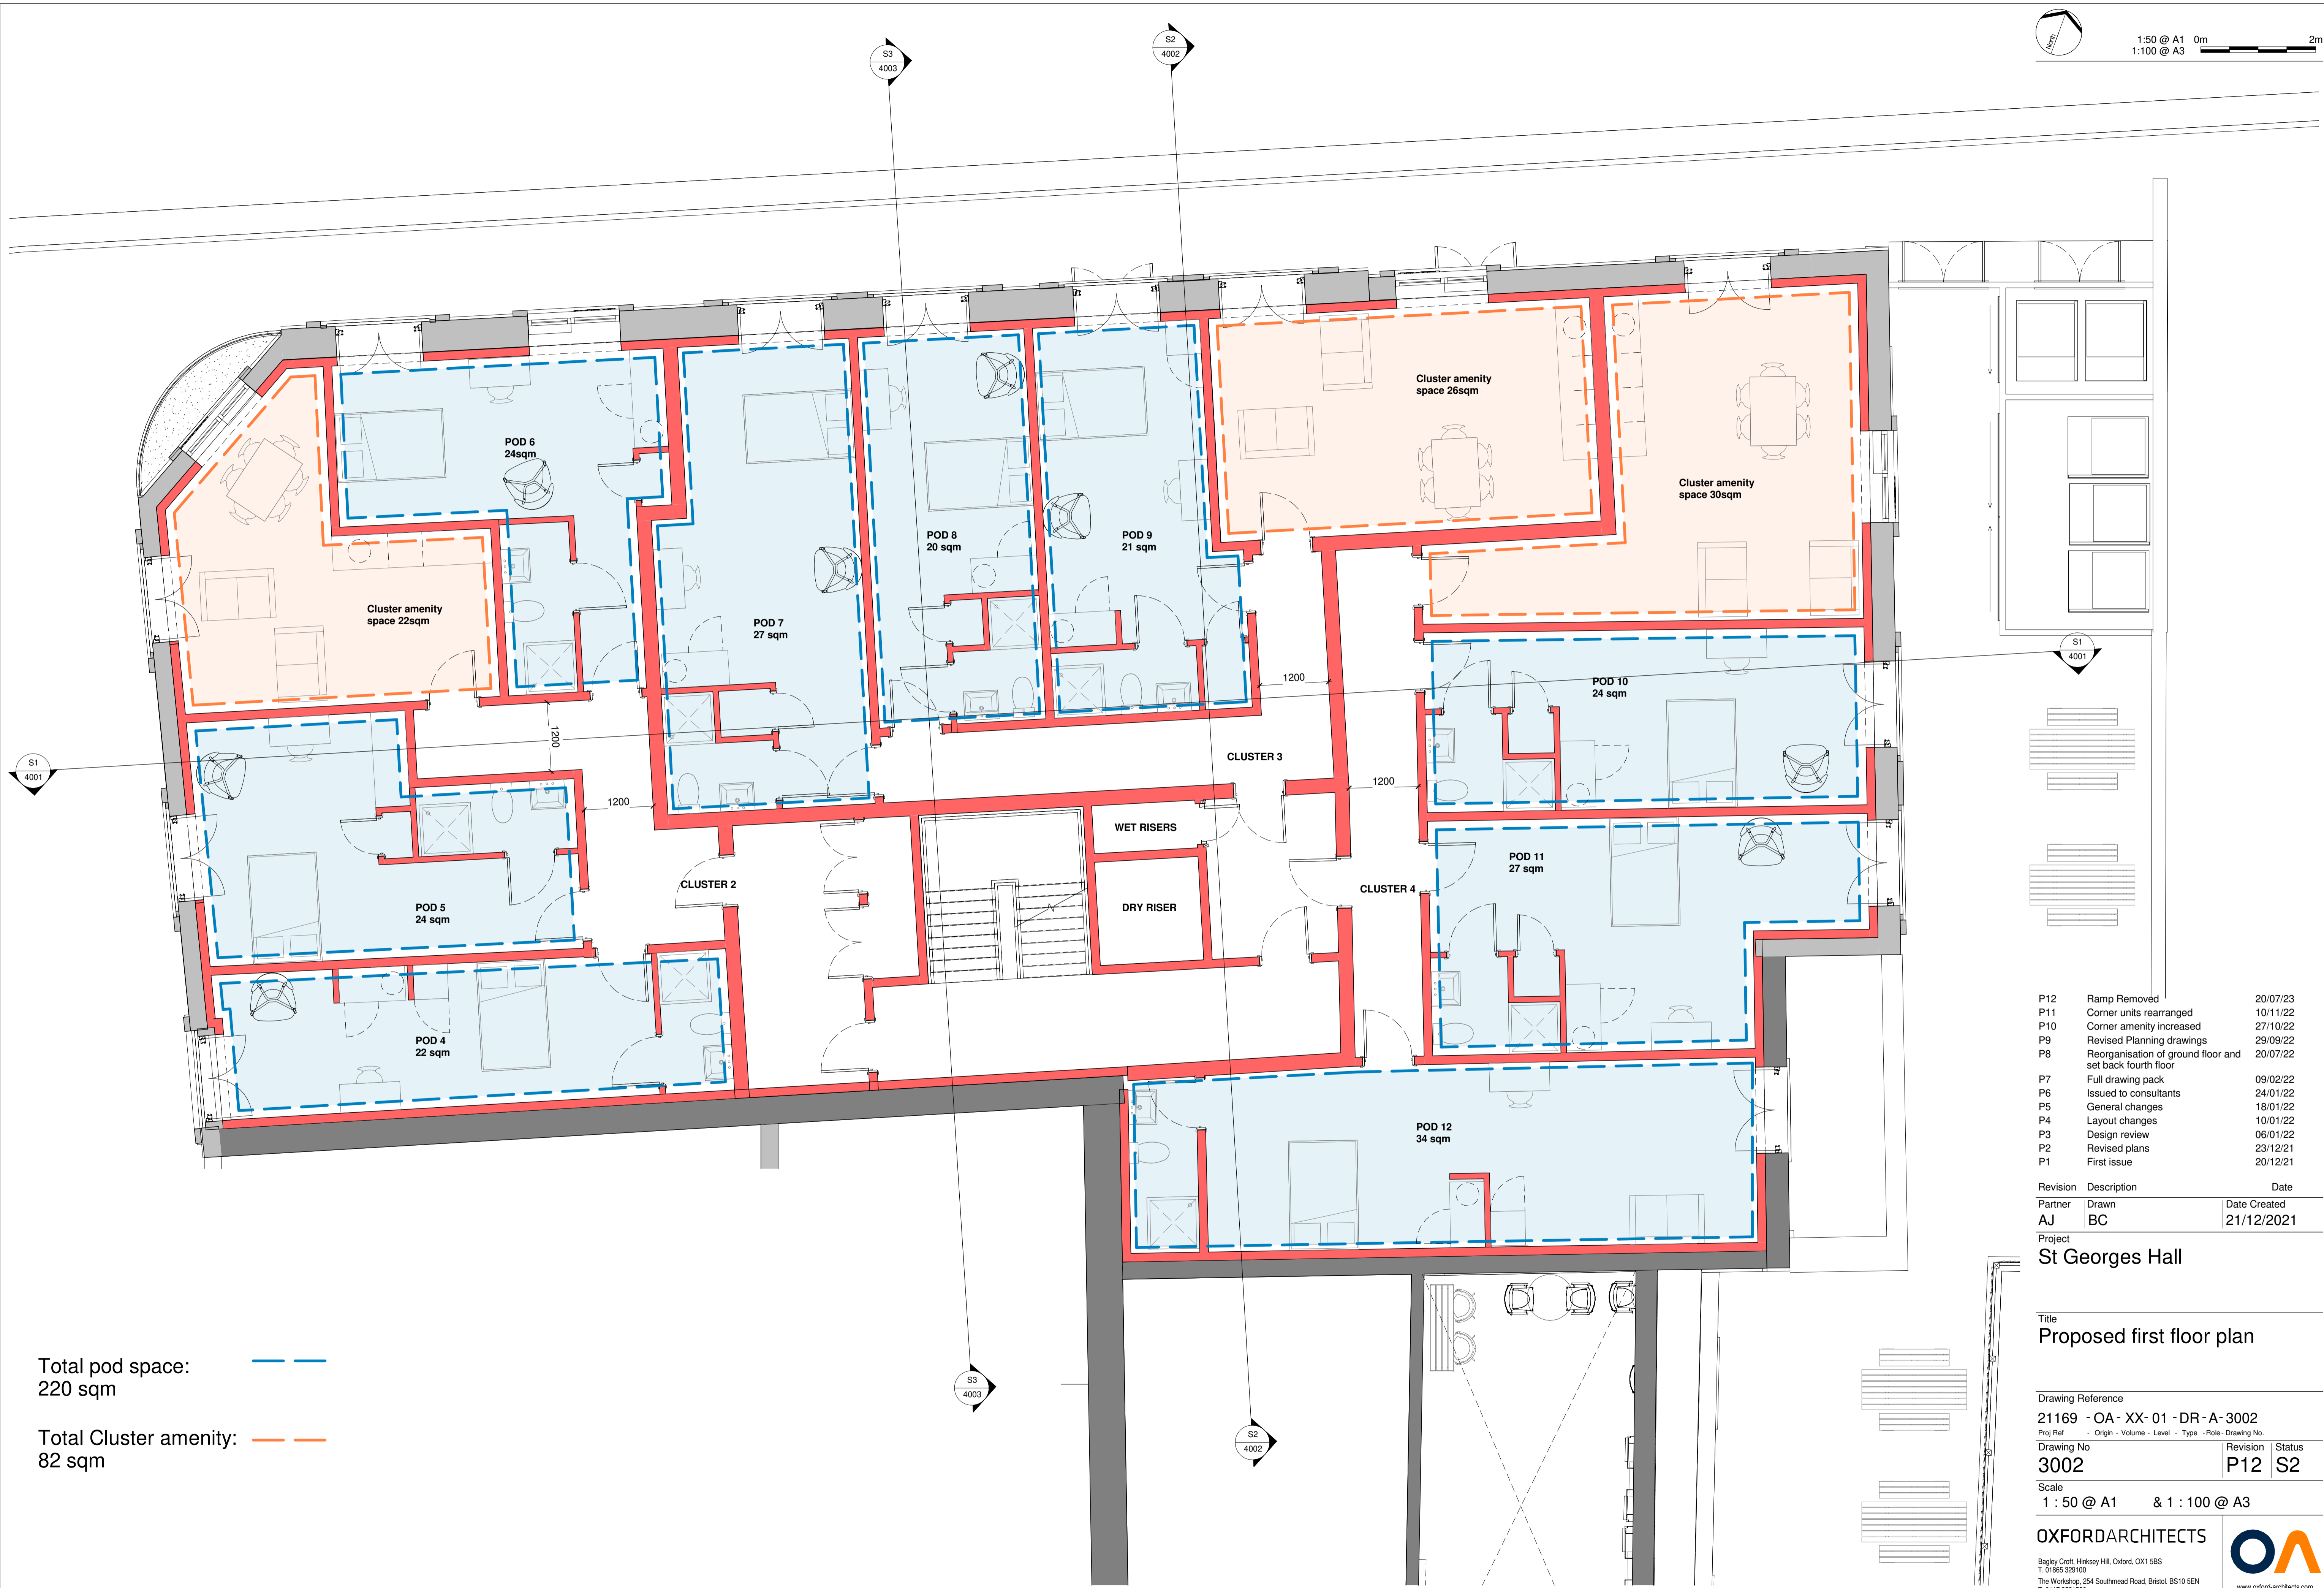 S3
4003
S2
4002
North
1:50 @ A1 0m 2m
1:100 @ A3
Cluster amenity
space 26sqm
POD 6
24sqm
Cluster amenity
space 30sqm
POD 8
20 sqm
POD 9
21 sqm
Cluster amenity
space 22sqm
POD 7
27 sqm
S1
4001
POD 10
24 sqm
1200
1200
CLUSTER 3
S1
4001
1200
1200
WET RISERS
POD 11
27 sqm
CLUSTER 2
CLUSTER 4
DRY RISER
POD 5
24 sqm
POD 4
22 sqm
POD 12
34 sqm
S3
4003
S2
4002
Total pod space:
220 sqm
Total Cluster amenity:
82 sqm
P12 Ramp Removed 20/07/23
P11 Corner units rearranged 10/11/22
P10 Corner amenity increased 27/10/22
P9 Revised Planning drawings 29/09/22
P8 Reorganisation of ground floor and 20/07/22
set back fourth floor
P7 Full drawing pack 09/02/22
P6 Issued to consultants 24/01/22
P5 General changes 18/01/22
P4 Layout changes 10/01/22
P3 Design review 06/01/22
P2 Revised plans 23/12/21
P1 First issue 20/12/21
Revision Description Date
Partner Drawn Date Created
AJ BC 21/12/2021
Project
St Georges Hall
Title
Proposed first floor plan
Drawing Reference
21169 - OA - XX- 01 - DR - A- 3002
Proj Ref - Origin - Volume - Level - Type - Role - Drawing No.
Drawing No Revision Status
3002 P12 S2
Scale
1 : 50 @ A1 & 1 : 100 @ A3
OXFORDARCHITECTS
OA
Bagley Croft, Hinksey Hill, Oxford, OX1 5BS
T. 01865 329100
The Workshop, 254 Southmead Road, Bristol. BS10 5EN
www.oxford-architects.com